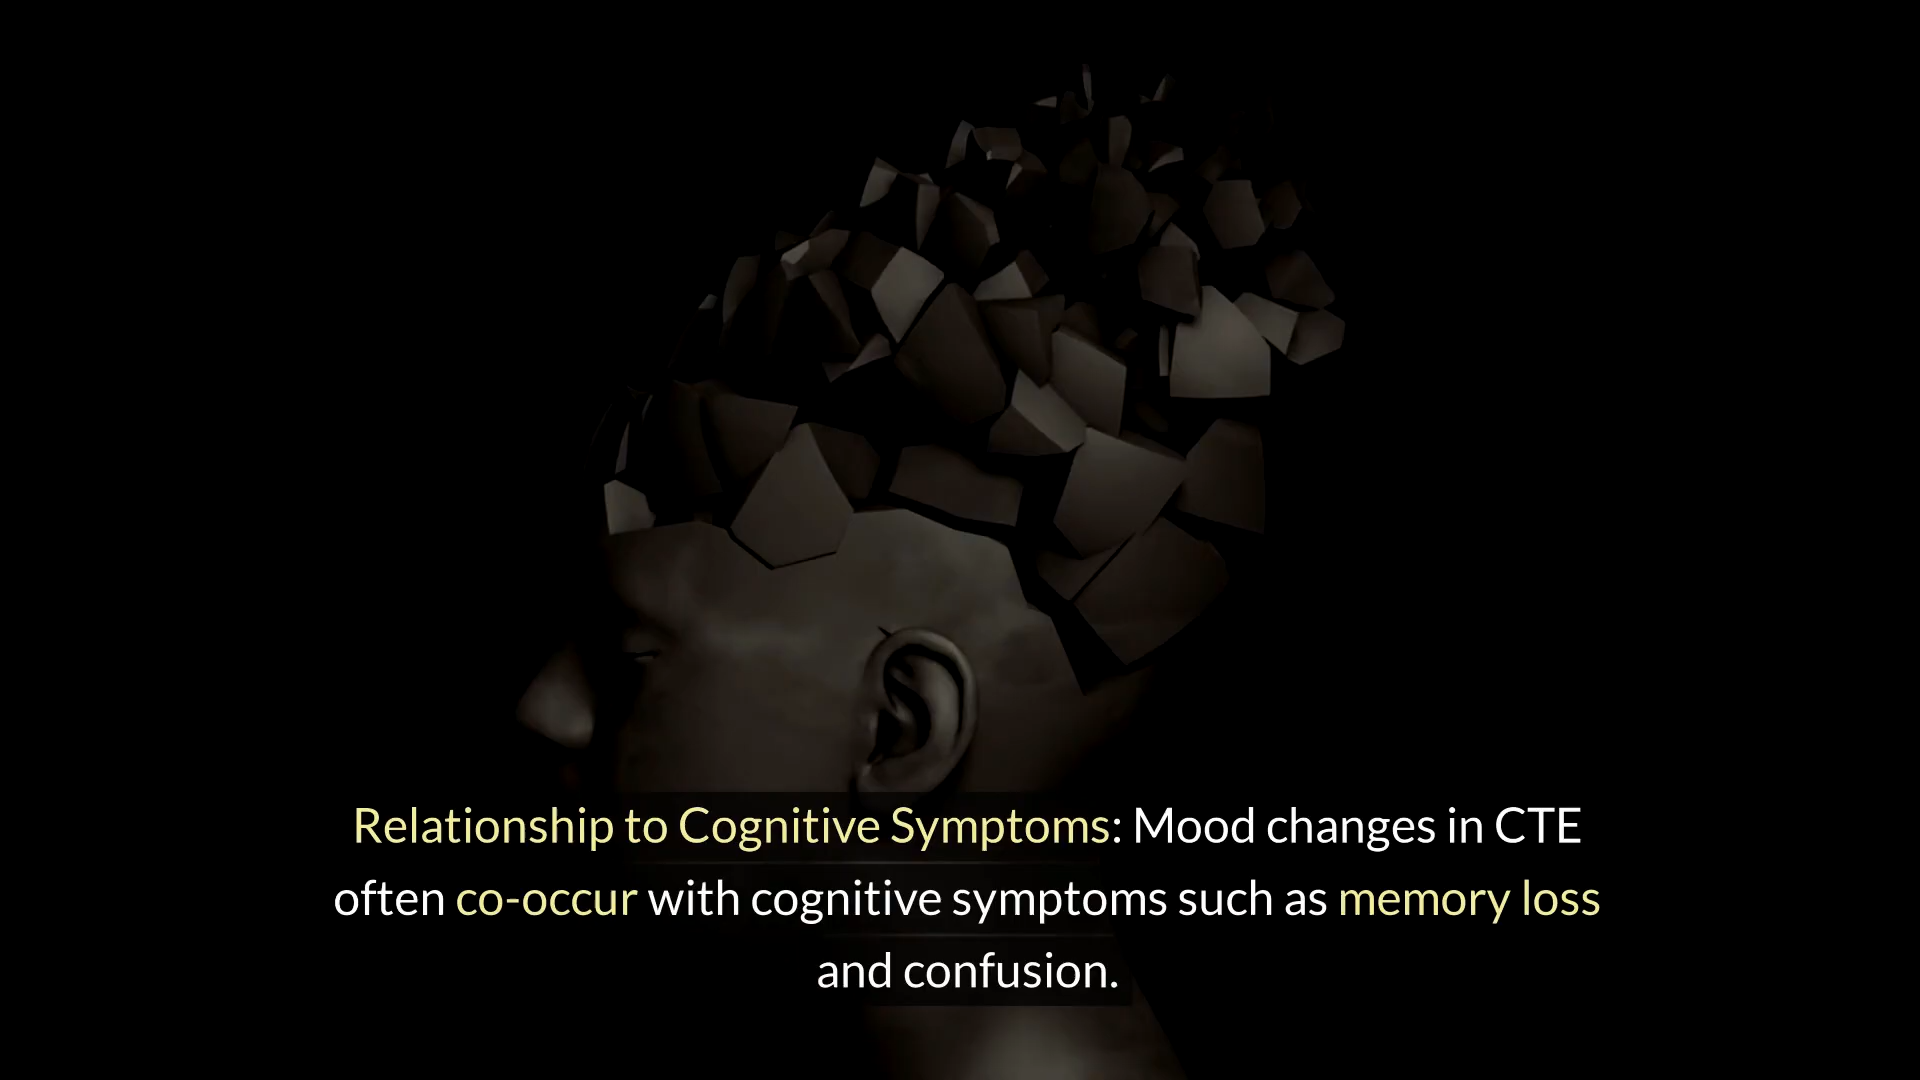 Relationship to Cognitive Symptoms: Mood changes in CTE
often co-occur with cognitive symptoms such as memory loss
and confusion.